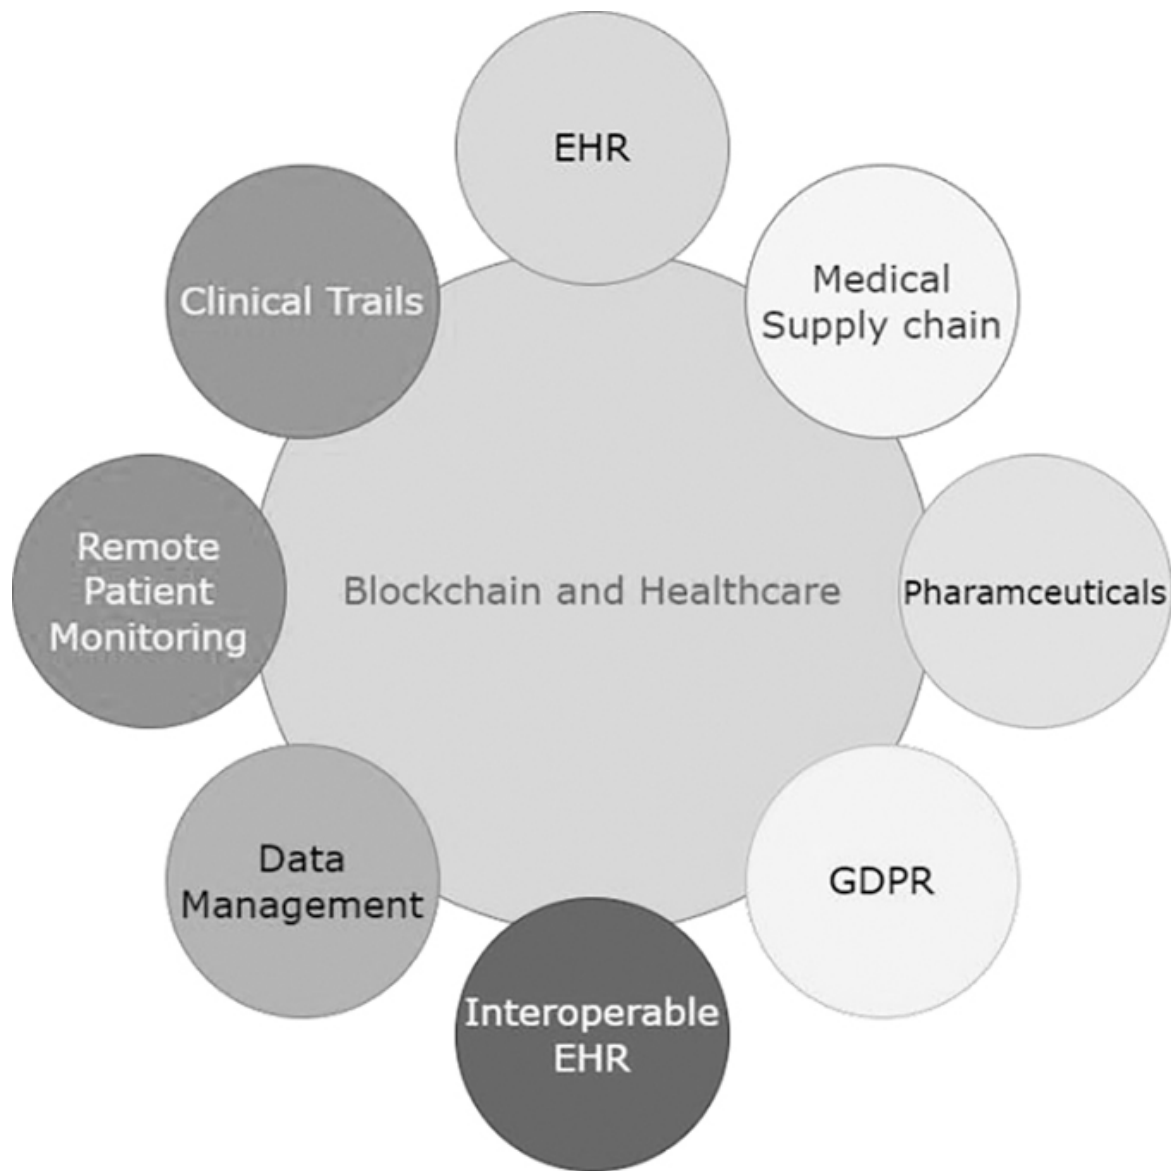 EHR
Medical
Supply chain
Clinical Trails
Remote
Patient
Monitoring
Blockchain and Healthcare
Pharamceuticals
Data
Management
GDPR
Interoperable
EHR